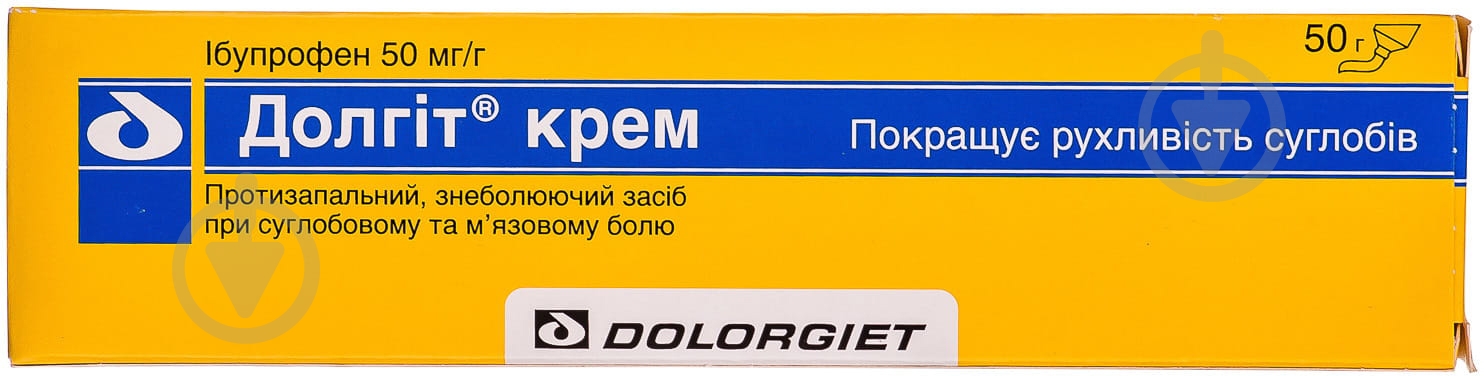 Ібупрофен 50 мг/г
50 г
Долгіт® крем
Покращує рухливість суглобів
Протизапальний, знеболюючий засіб
при суглобовому та м’язовому болю
DOLORGIET